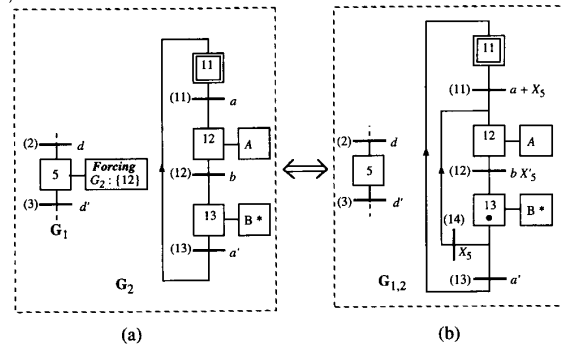 11
(11) a
(2) d
12 A
5 Forcing
G₂ : {12}
(12) b
(3) d'
G₁
13 B *
(13) a'
G₂
(a)
11
(11) a + X₅
(2) d
12 A
5
(12) b X'₅
(3) d'
13 B *
(14)
X₅
(13) a'
G₁,₂
(b)